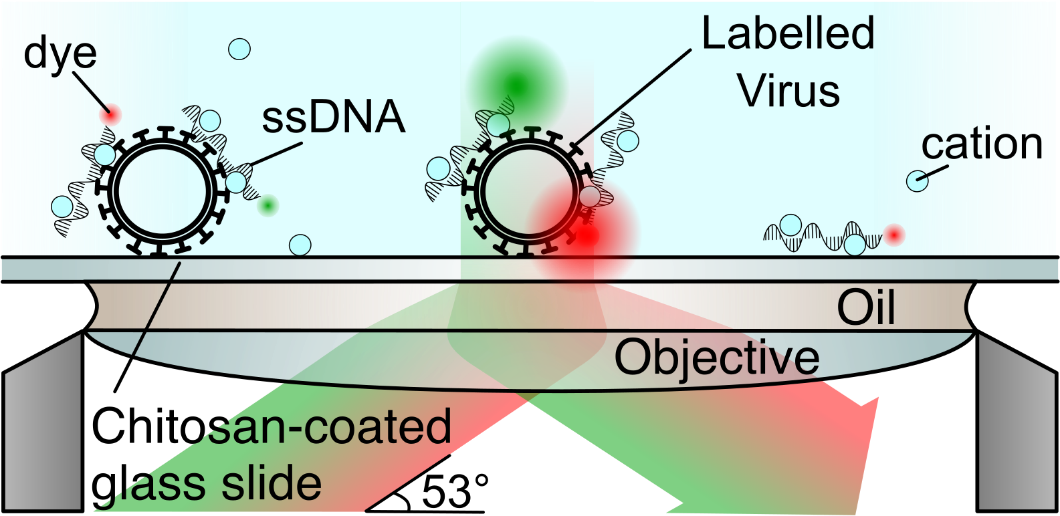 dye
ssDNA
Labelled
Virus
cation
Oil
Objective
Chitosan-coated
glass slide
53°